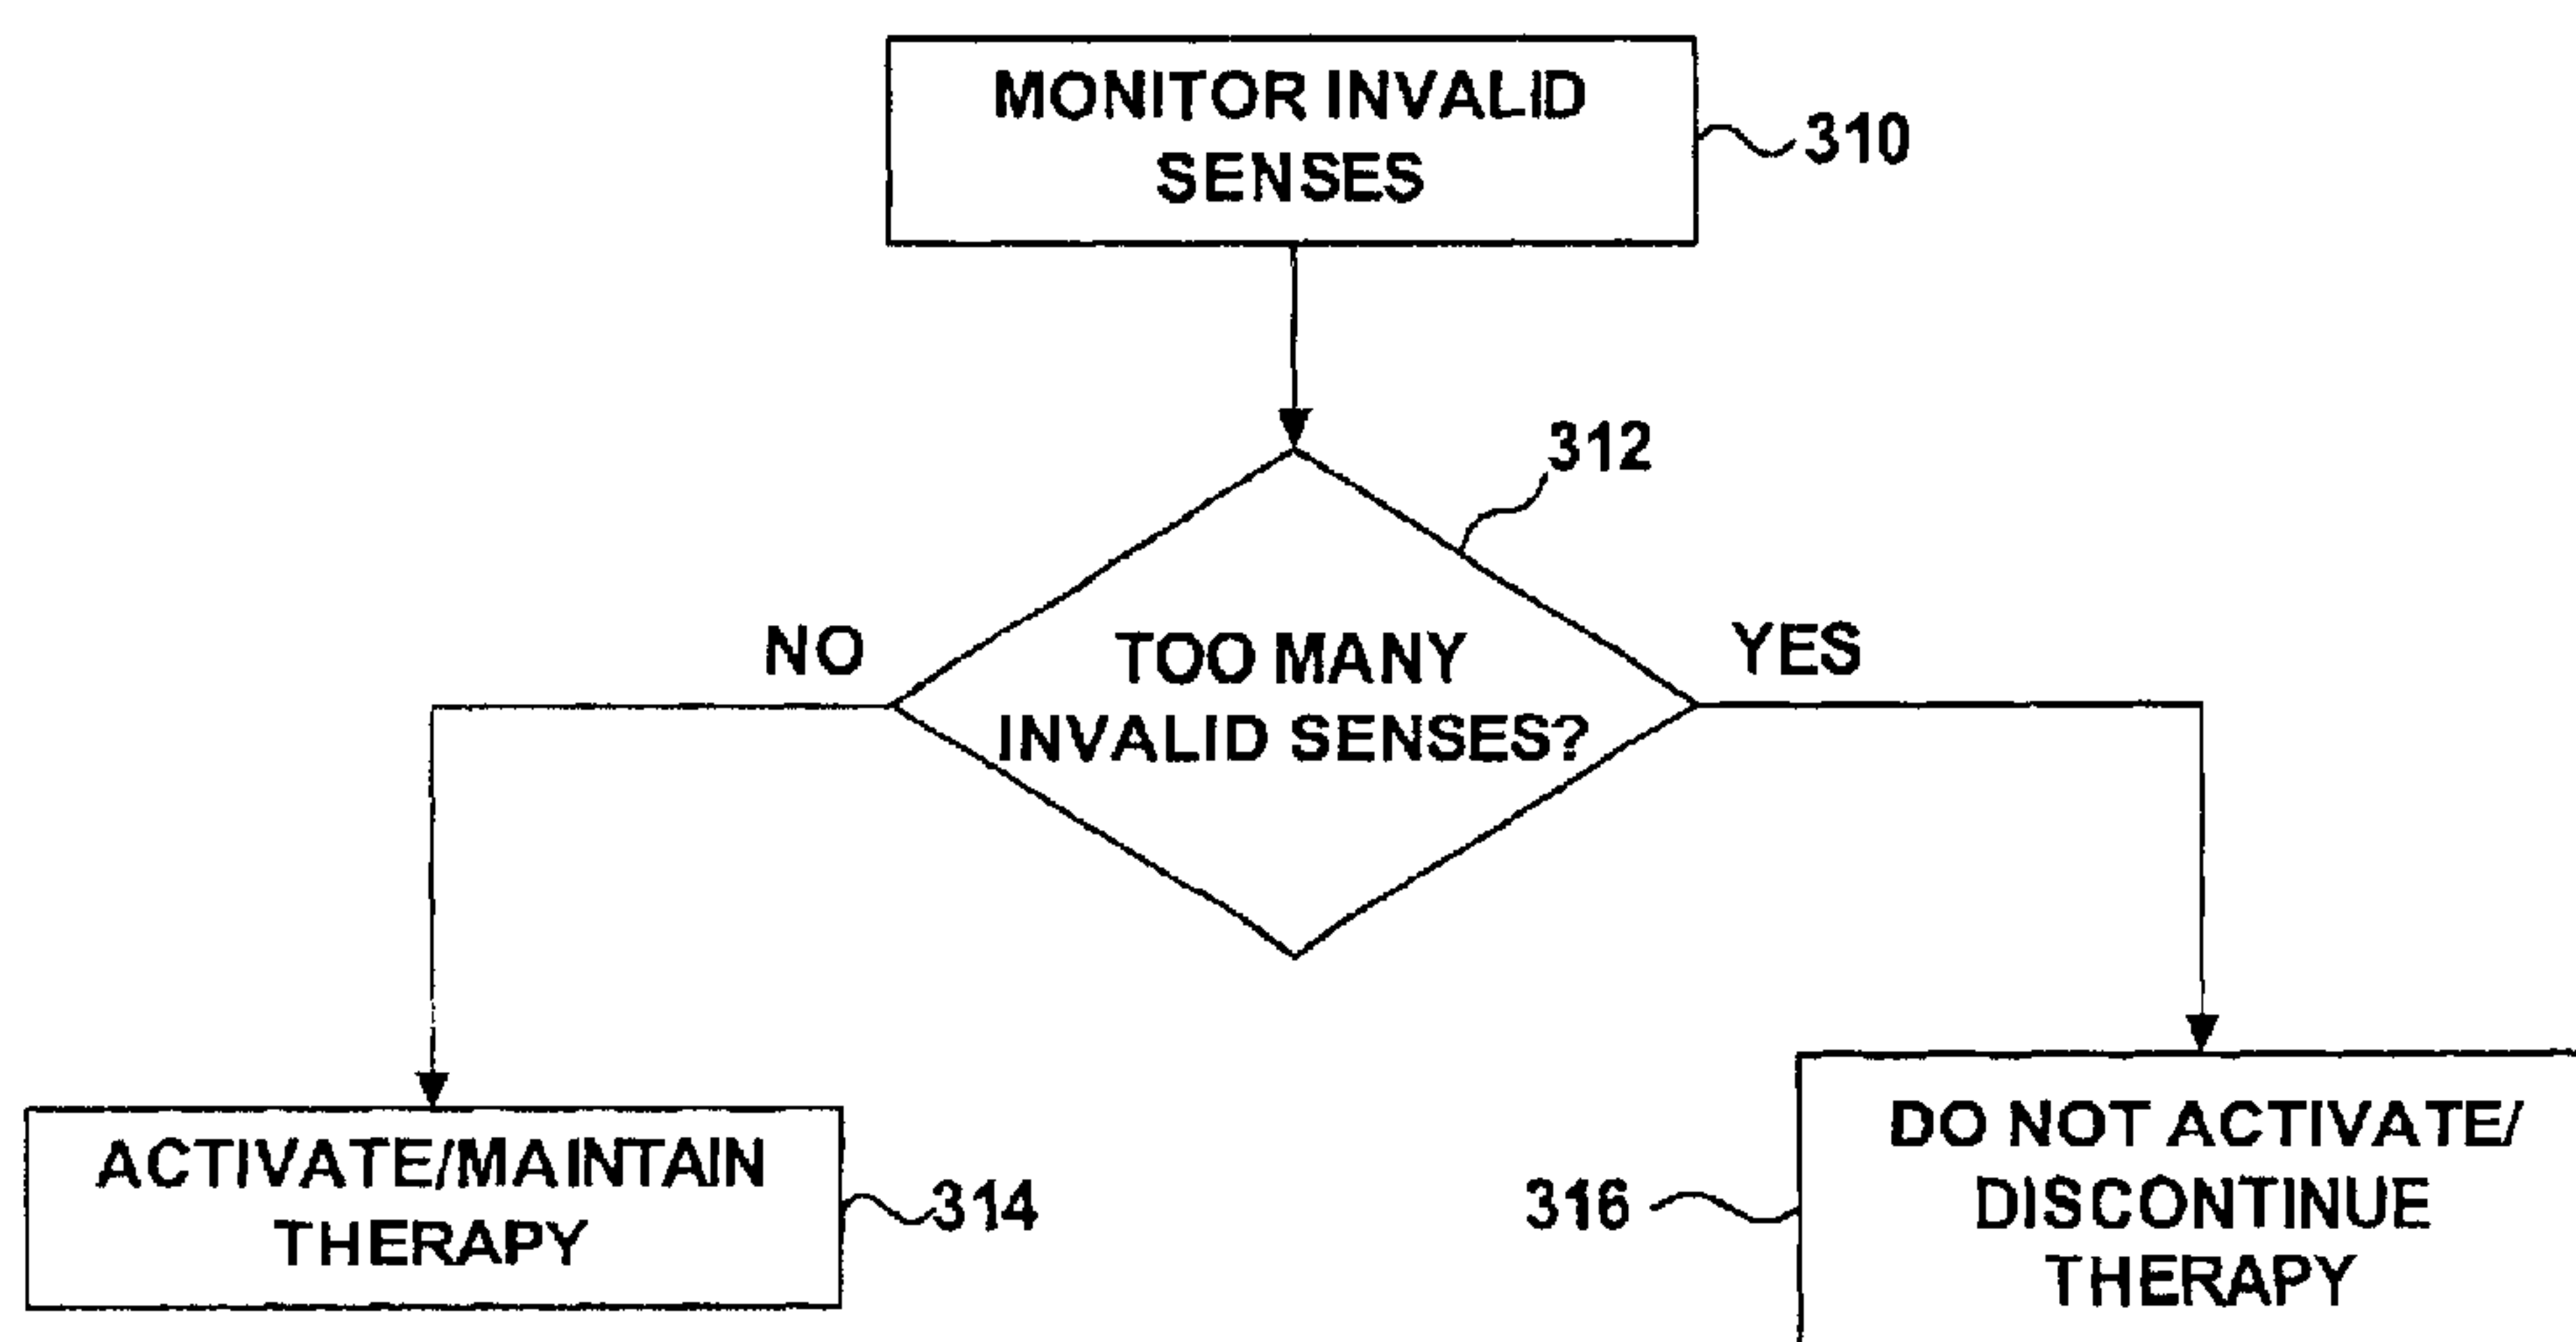 MONITOR INVALID
SENSES
310
312
NO
TOO MANY
INVALID SENSES?
YES
ACTIVATE/MAINTAIN
THERAPY
314
316
DO NOT ACTIVATE/
DISCONTINUE
THERAPY